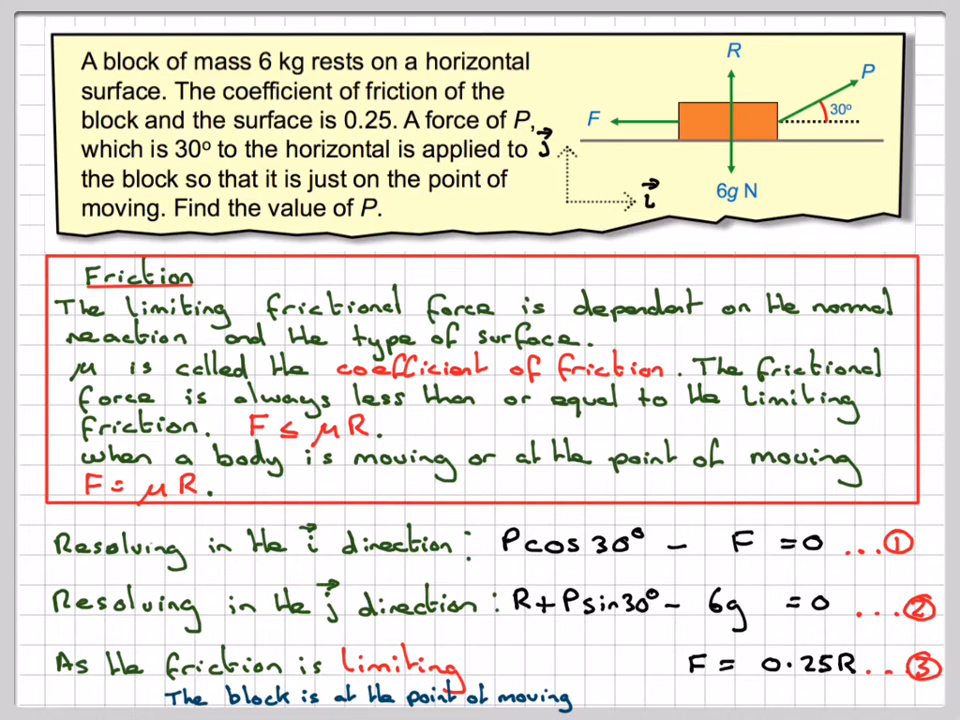 A block of mass 6 kg rests on a horizontal
surface. The coefficient of friction of the
block and the surface is 0.25. A force of P,
which is 30° to the horizontal is applied to
the block so that it is just on the point of
moving. Find the value of P.
R
P
F
30°
6g N
j
i
Friction
The limiting frictional force is dependent on the normal
reaction and the type of surface.
μ is called the coefficient of friction. The frictional
force is always less than or equal to the limiting
friction. F ≤ μR.
when a body is moving or at the point of moving
F = μR.
Resolving in the i direction: Pcos30° - F = 0 ...①
Resolving in the j direction: R+Psin30° - 6g = 0 ...②
As the friction is limiting F = 0.25R...③
The block is at the point of moving